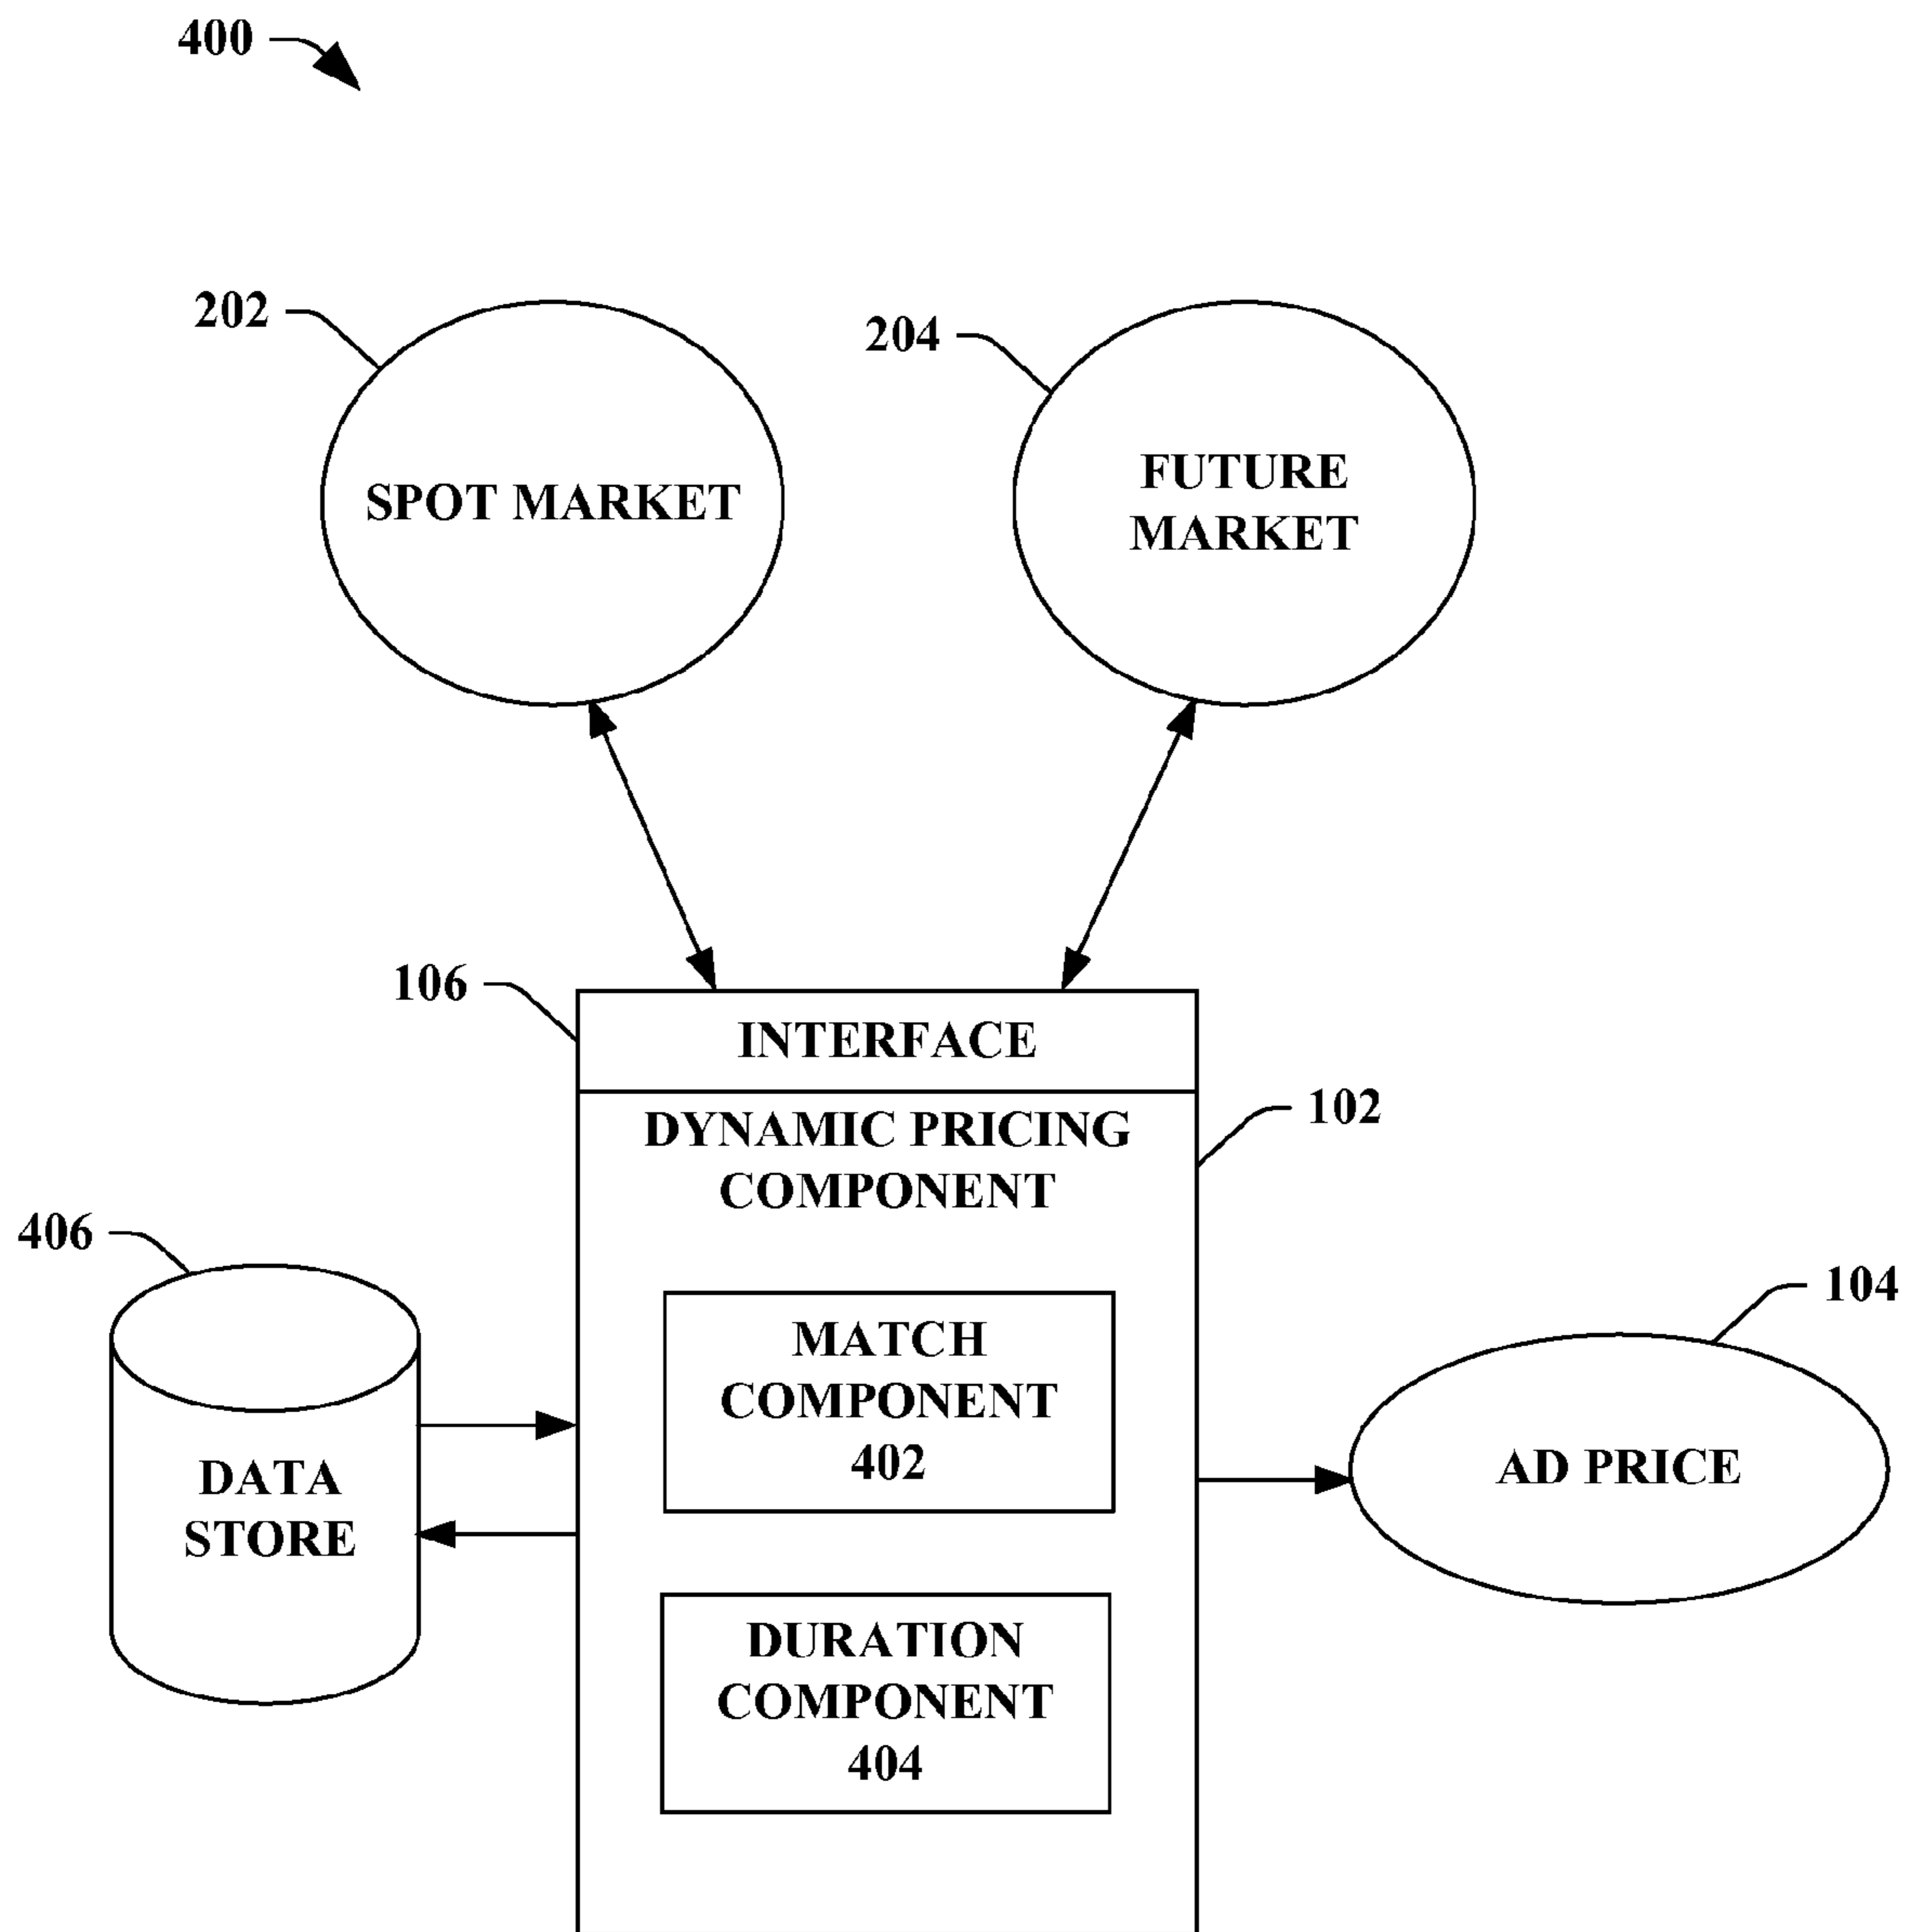 400
202
204
SPOT MARKET
FUTURE
MARKET
106
INTERFACE
102
DYNAMIC PRICING
COMPONENT
406
104
MATCH
COMPONENT
402
DATA
STORE
AD PRICE
DURATION
COMPONENT
404